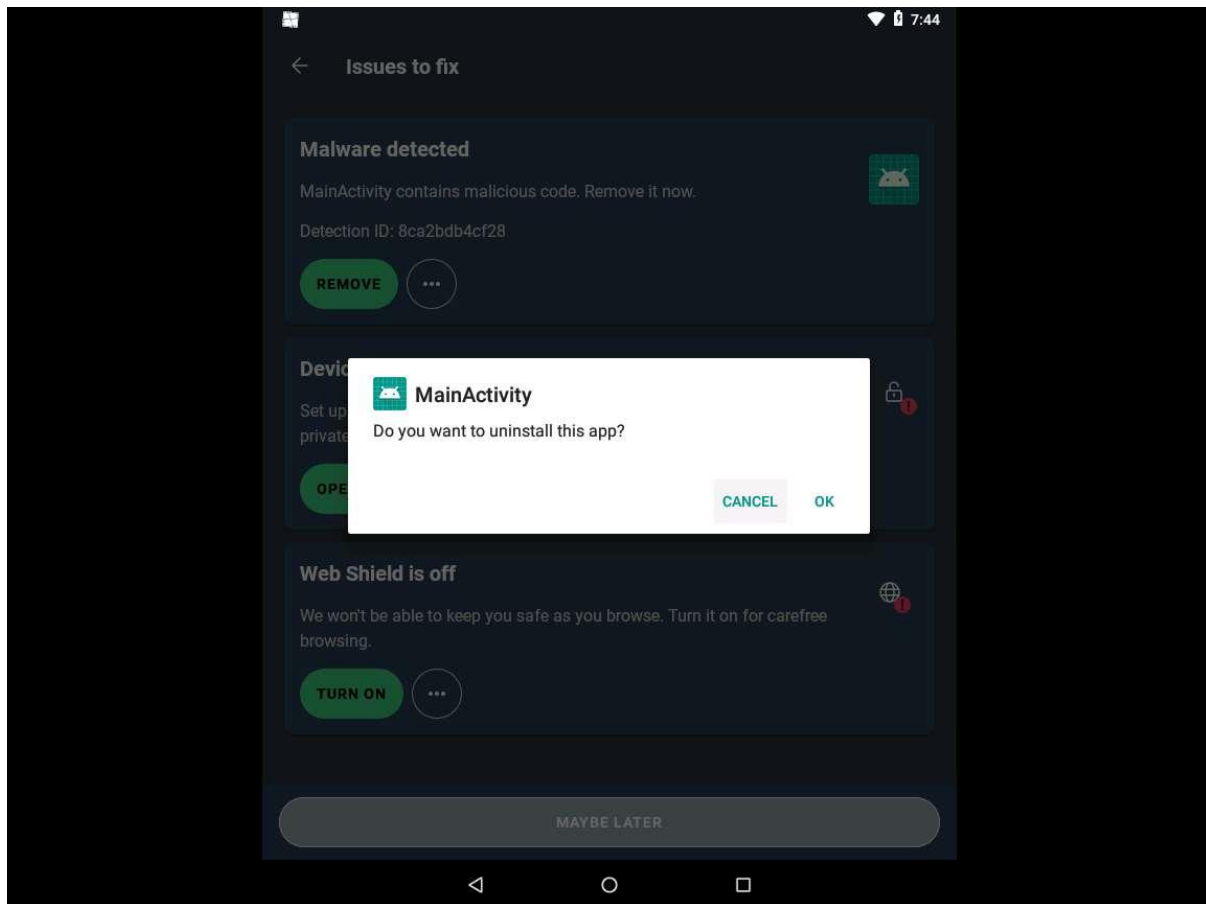 7:44
Issues to fix
Malware detected
MainActivity contains malicious code. Remove it now.
Detection ID: 8ca2bdb4cf28
REMOVE
Devic
Set up
private
OPE
MainActivity
Do you want to uninstall this app?
CANCEL OK
Web Shield is off
We won't be able to keep you safe as you browse. Turn it on for carefree
browsing.
TURN ON
MAYBE LATER